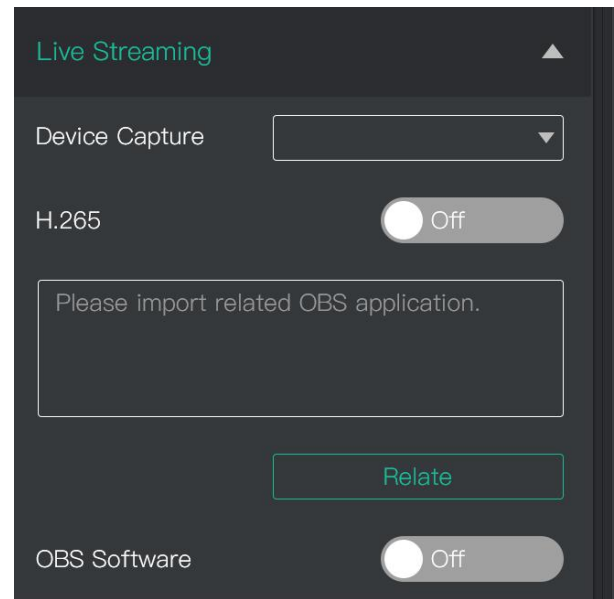 Live Streaming
Device Capture
H.265
Off
Please import related OBS application.
Relate
OBS Software
Off